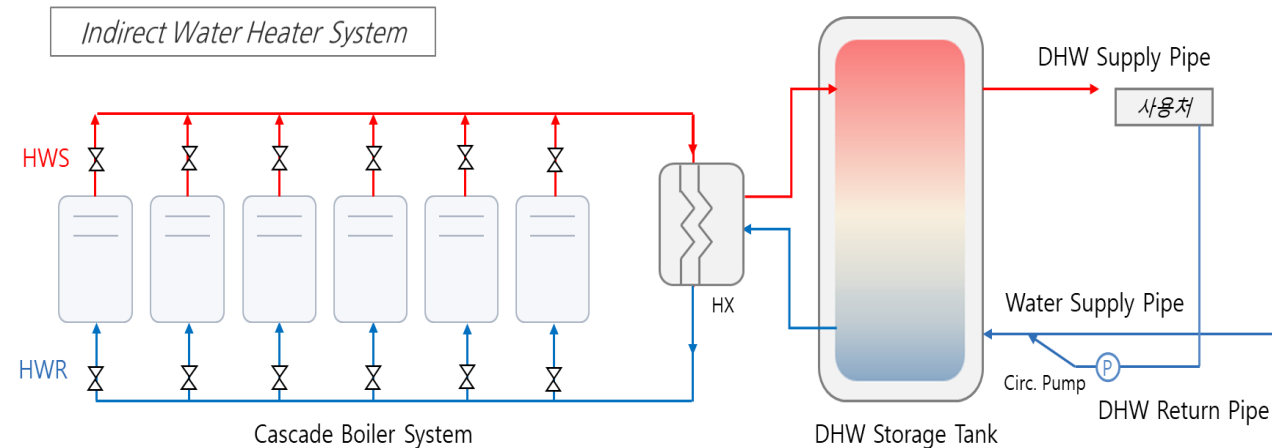 Indirect Water Heater System
DHW Supply Pipe
사용처
HWS
HX
Water Supply Pipe
HWR
P
Circ. Pump
DHW Return Pipe
Cascade Boiler System
DHW Storage Tank